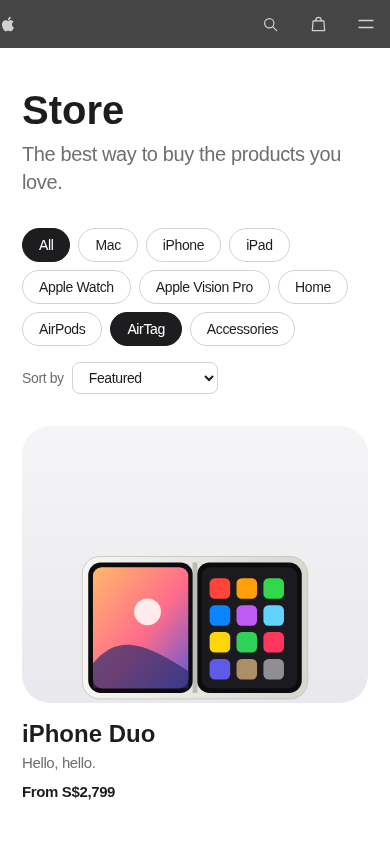 Store
The best way to buy the products you
love.
All Mac iPhone iPad
Apple Watch Apple Vision Pro Home
AirPods AirTag Accessories
Sort by Featured
iPhone Duo
Hello, hello.
From S$2,799